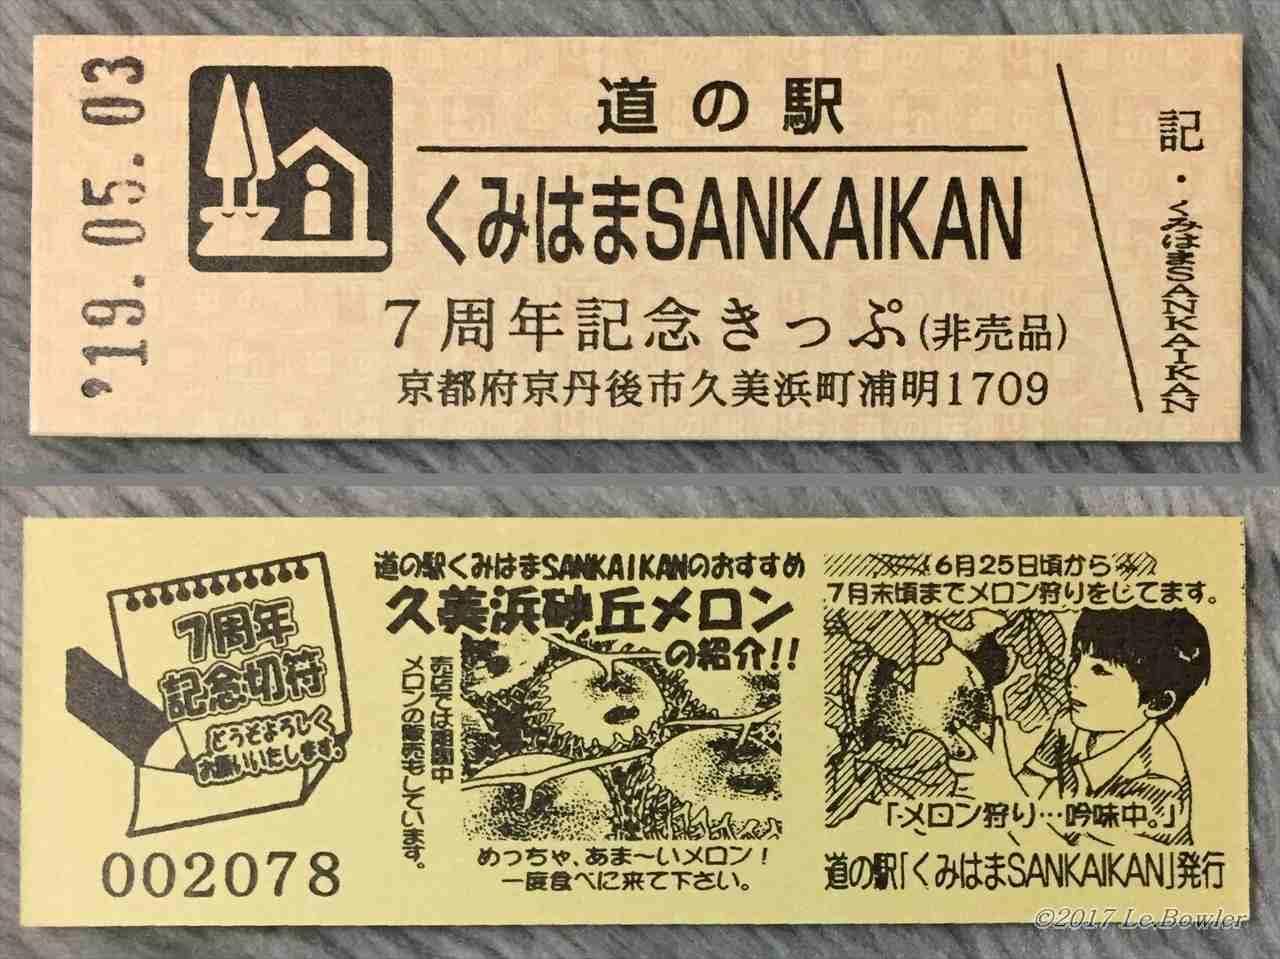 '19.05.03
道の駅
くみはまSANKAIKAN
7周年記念きっぷ(非売品)
京都府京丹後市久美浜町浦明1709
記・くみはまSANKAIKAN
7周年
記念切符
どうぞよろしく
お願いいたします。
002078
道の駅くみはまSANKAIKANのおすすめ
久美浜砂丘メロン
の紹介!!
売店では期間中
メロンの販売をしています。
めっちゃ、あま〜いメロン!
一度食べに来て下さい。
6月25日頃から
7月末頃までメロン狩りをしてます。
「メロン狩り…吟味中。」
道の駅「くみはまSANKAIKAN」発行
©2017 Le.Bowler